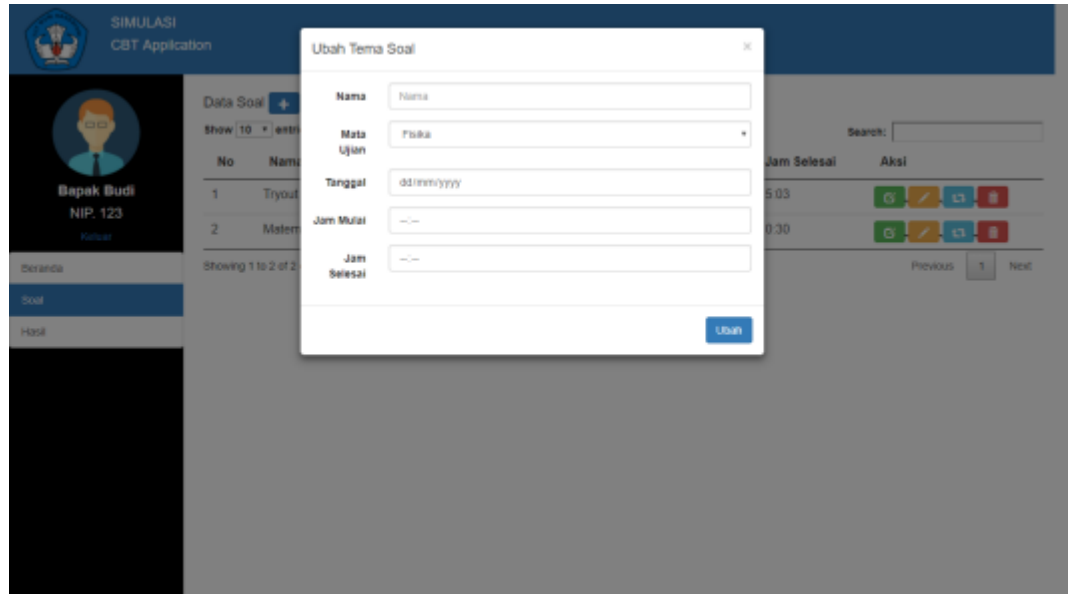 SIMULASI
CBT Application
Bapak Budi
NIP. 123
Keluar
Beranda
Soal
Hasil
Data Soal +
Show 10 entri
Search:
No Nama Jam Selesai Aksi
1 Tryout 5:03
2 Matem 0:30
Showing 1 to 2 of 2
Previous 1 Next
Ubah Tema Soal ×
Nama Nama
Mata
Ujian Fisika
Tanggal dd/mm/yyyy
Jam Mulai --:--
Jam
Selesai --:--
Ubah